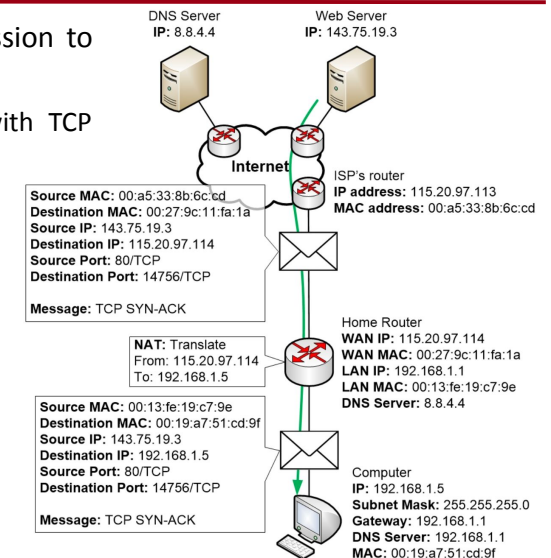 ssion to
with TCP
DNS Server
IP: 8.8.4.4
Web Server
IP: 143.75.19.3
Internet
ISP's router
IP address: 115.20.97.113
MAC address: 00:a5:33:8b:6c:cd
Source MAC: 00:a5:33:8b:6c:cd
Destination MAC: 00:27:9c:11:fa:1a
Source IP: 143.75.19.3
Destination IP: 115.20.97.114
Source Port: 80/TCP
Destination Port: 14756/TCP
Message: TCP SYN-ACK
NAT: Translate
From: 115.20.97.114
To: 192.168.1.5
Home Router
WAN IP: 115.20.97.114
WAN MAC: 00:27:9c:11:fa:1a
LAN IP: 192.168.1.1
LAN MAC: 00:13:fe:19:c7:9e
DNS Server: 8.8.4.4
Source MAC: 00:13:fe:19:c7:9e
Destination MAC: 00:19:a7:51:cd:9f
Source IP: 143.75.19.3
Destination IP: 192.168.1.5
Source Port: 80/TCP
Destination Port: 14756/TCP
Message: TCP SYN-ACK
Computer
IP: 192.168.1.5
Subnet Mask: 255.255.255.0
Gateway: 192.168.1.1
DNS Server: 192.168.1.1
MAC: 00:19:a7:51:cd:9f